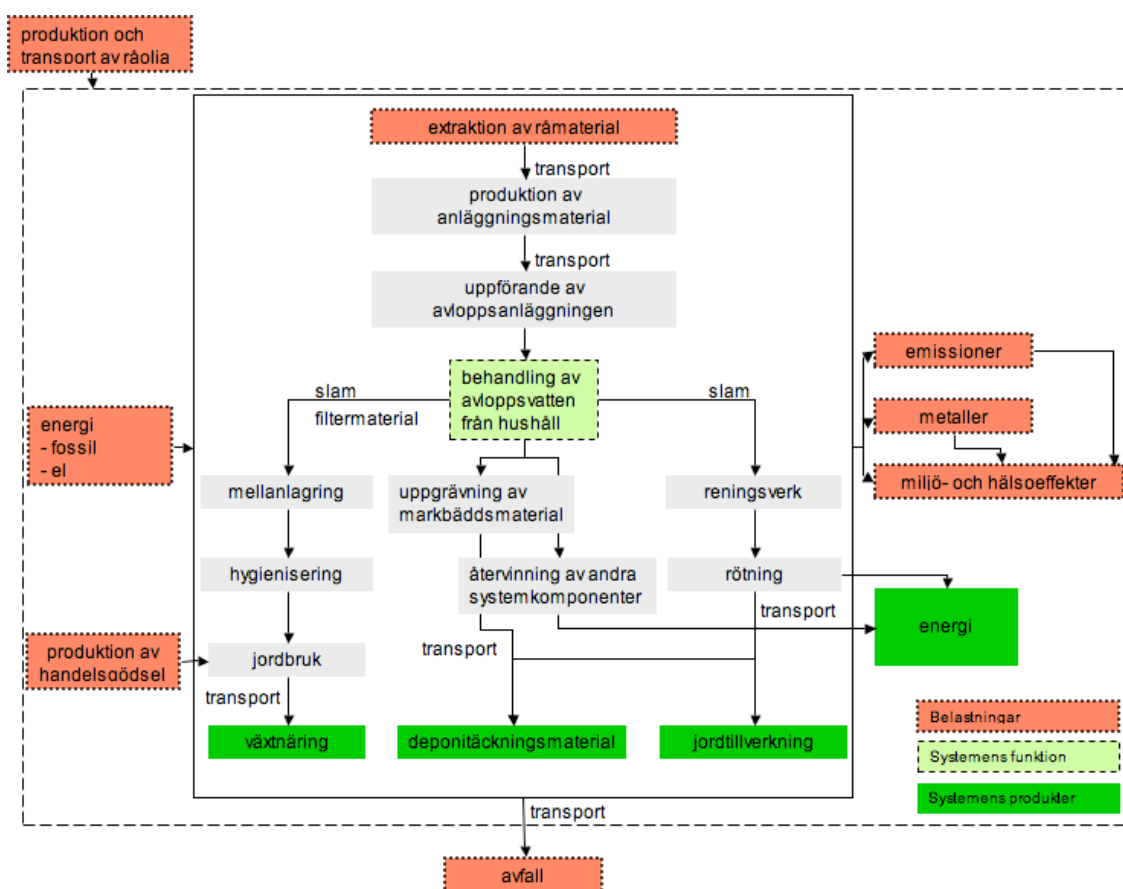 produktion och
transport av råolia
extraktion av råmaterial
transport
produktion av
anläggningsmaterial
transport
uppförande av
avloppsanläggningen
behandling av
avloppsvatten
från hushåll
slam
filtermaterial
slam
emissioner
metaller
miljö- och hälsoeffekter
energi
- fossil
- el
mellanlagring
uppgrävning av
markbäddsmaterial
reningsverk
hygienisering
återvinning av andra
systemkomponenter
rötning
transport
energi
produktion av
handelsgödsel
jordbruk
transport
transport
växtnäring
deponitäckningsmaterial
jordtillverkning
Belastningar
Systemens funktion
Systemens produkter
transport
avfall